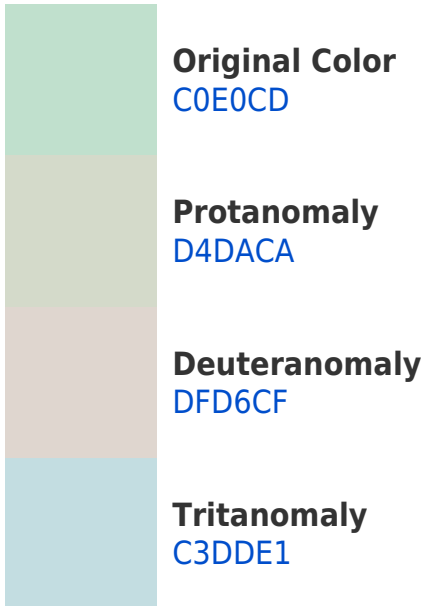 Original Color
C0E0CD
Protanomaly
D4DACA
Deuteranomaly
DFD6CF
Tritanomaly
C3DDE1